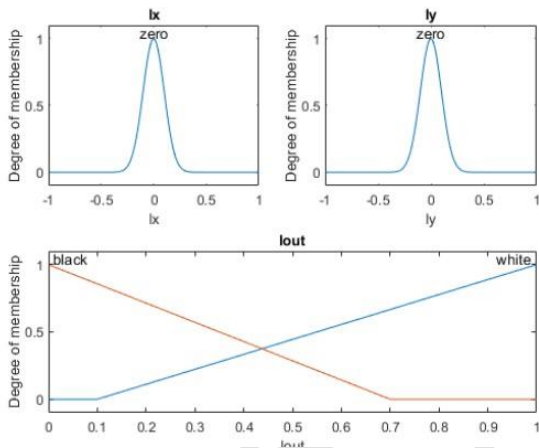 Ix
Iy
zero
zero
Degree of membership
Degree of membership
1
0.5
0
1
0.5
0
-1 -0.5 0 0.5 1
-1 -0.5 0 0.5 1
Ix
Iy
Iout
black
white
Degree of membership
1
0.5
0
0 0.1 0.2 0.3 0.4 0.5 0.6 0.7 0.8 0.9 1
Iout